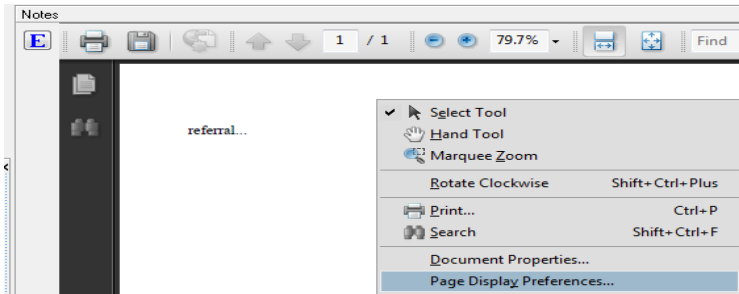 Notes
E 1 / 1 79.7% Find
referral...
Select Tool
Hand Tool
Marquee Zoom
Rotate Clockwise Shift+Ctrl+Plus
Print... Ctrl+P
Search Shift+Ctrl+F
Document Properties...
Page Display Preferences...